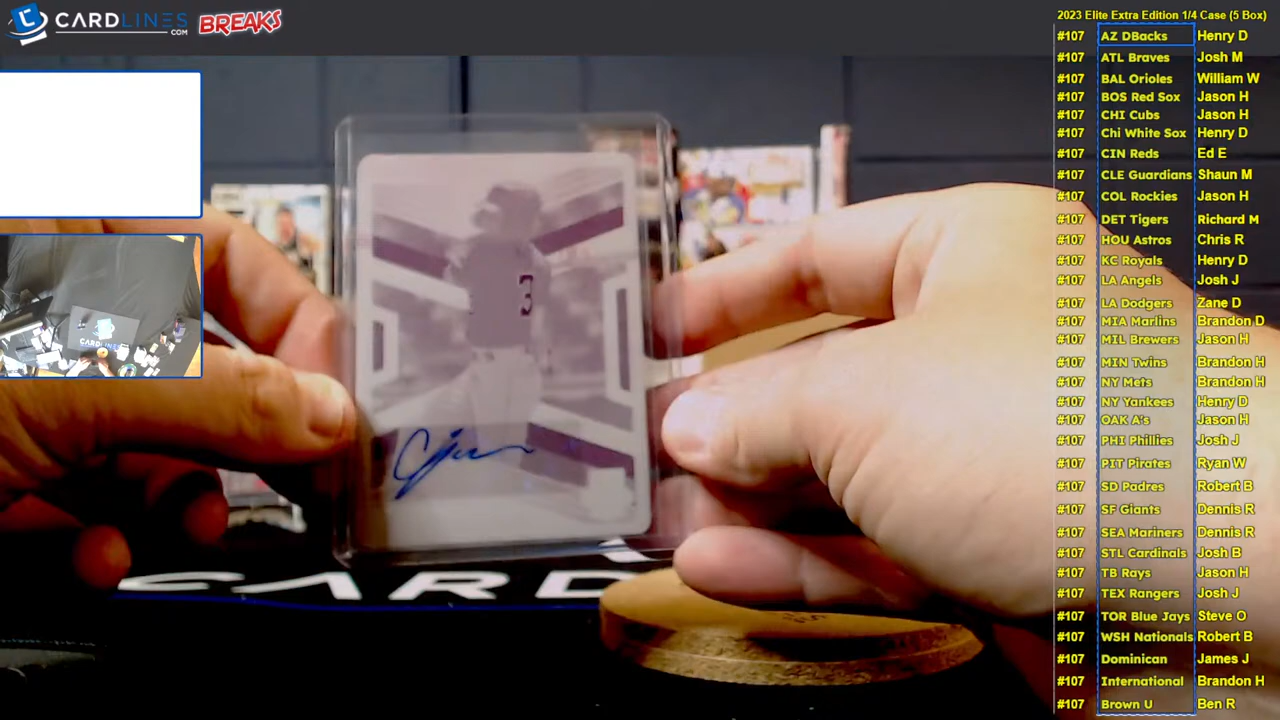 CARDLINES
.COM
BREAKS
2023 Elite Extra Edition 1/4 Case (5 Box)
#107 AZ DBacks Henry D
#107 ATL Braves Josh M
#107 BAL Orioles William W
#107 BOS Red Sox Jason H
#107 CHI Cubs Jason H
#107 Chi White Sox Henry D
#107 CIN Reds Ed E
#107 CLE Guardians Shaun M
#107 COL Rockies Jason H
#107 DET Tigers Richard M
#107 HOU Astros Chris R
#107 KC Royals Henry D
#107 LA Angels Josh J
#107 LA Dodgers Zane D
#107 MIA Marlins Brandon D
#107 MIL Brewers Jason H
#107 MIN Twins Brandon H
#107 NY Mets Brandon H
#107 NY Yankees Henry D
#107 OAK A's Jason H
#107 PHI Phillies Josh J
#107 PIT Pirates Ryan W
#107 SD Padres Robert B
#107 SF Giants Dennis R
#107 SEA Mariners Dennis R
#107 STL Cardinals Josh B
#107 TB Rays Jason H
#107 TEX Rangers Josh J
#107 TOR Blue Jays Steve O
#107 WSH Nationals Robert B
#107 Dominican James J
#107 International Brandon H
#107 Brown U Ben R
3
CARD